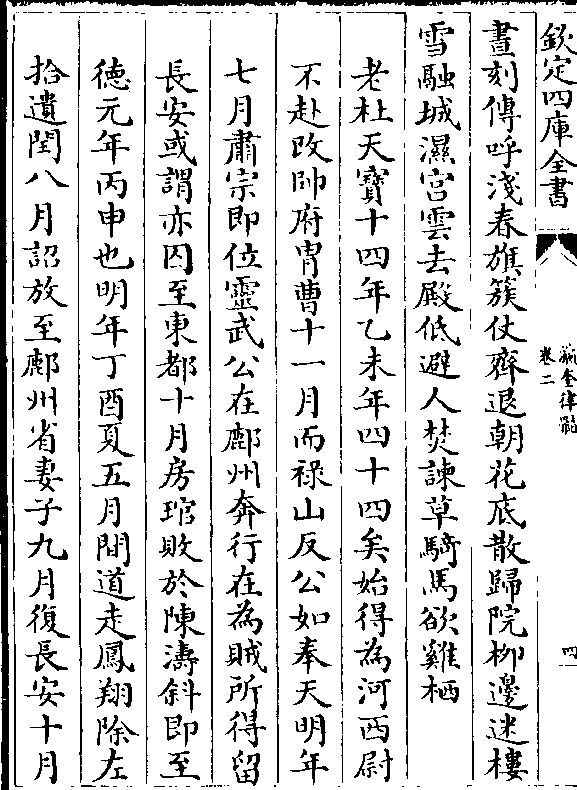 欽定四庫全書
瀛奎律髓
卷二
四
晝刻傳呼淺春旗簇仗齊退朝花底散歸院柳邊迷樓
雪融城濕宫雲去殿低避人焚諫草騎馬欲雞栖
老杜天寶十四年乙未年四十四矣始得為河西尉
不赴改帥府胄曹十一月而禄山反公如奉天明年
七月肅宗即位靈武公在鄜州奔行在為賊所得留
長安或謂亦囚至東都十月房琯敗於陳濤斜即至
德元年丙申也明年丁酉夏五月間道走鳳翔除左
拾遺閏八月詔放至鄜州省妻子九月復長安十月